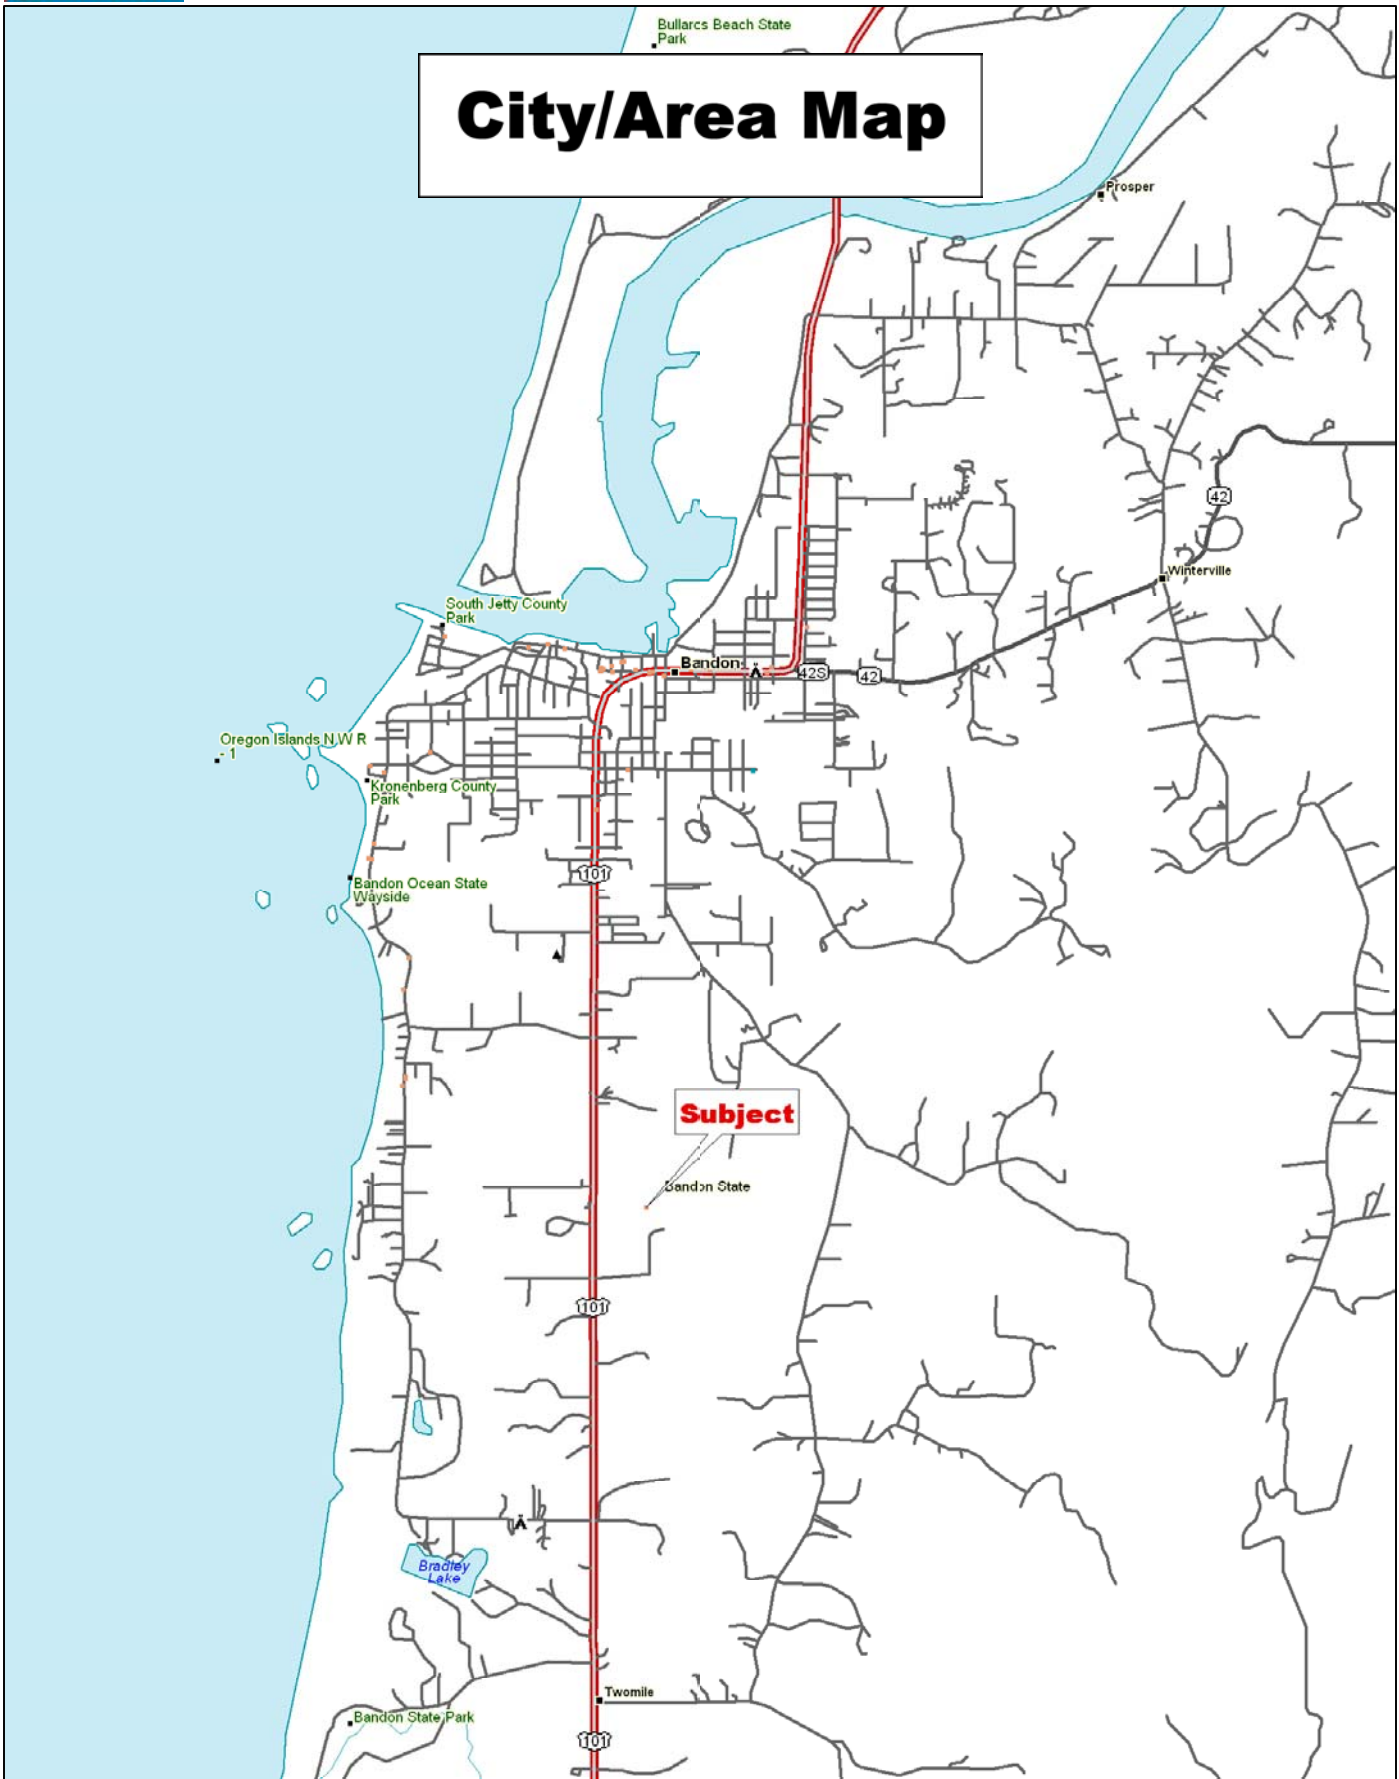 Bullarcs Beach State
Park
City/Area Map
Prosper
42
Winterville
South Jetty County
Park
Bandon
42S
42
Oregon Islands N W R
- 1
Kronenberg County
Park
101
Bandon Ocean State
Wayside
Subject
Bandon State
101
Bradley
Lake
Twomile
Bandon State Park
101